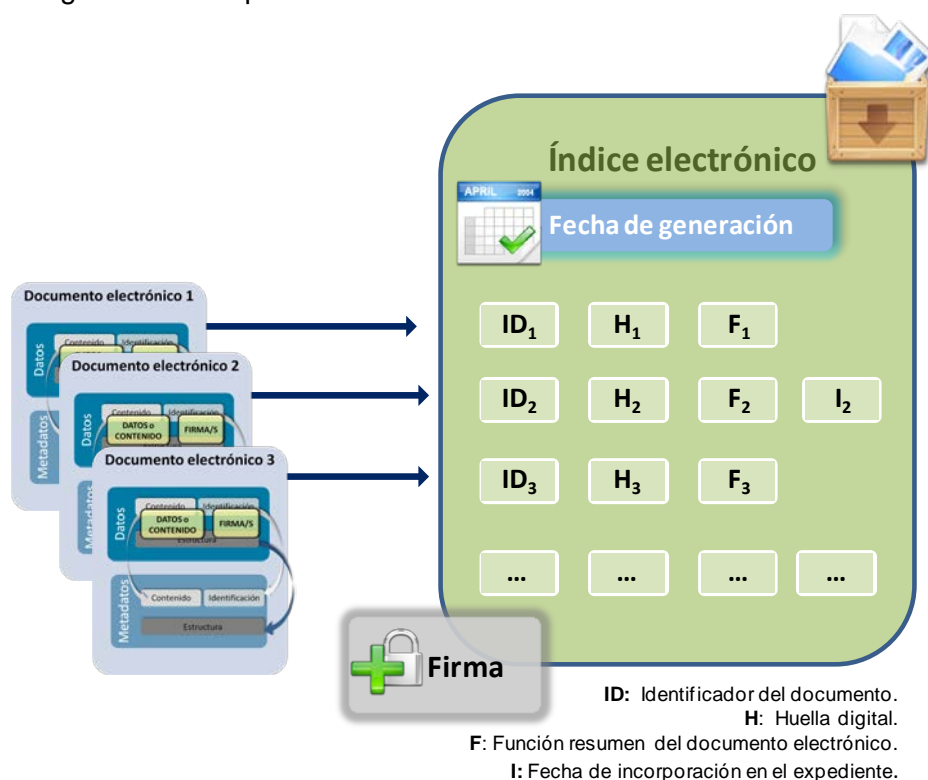 Índice electrónico
APRIL 2004
Fecha de generación
Documento electrónico 1
Datos
Contenido Identificación
Metadatos
ID1 H1 F1
Documento electrónico 2
Datos
Contenido Identificación
DATOS o CONTENIDO FIRMA/S
Metadatos
ID2 H2 F2 I2
Documento electrónico 3
Datos
Contenido Identificación
DATOS o CONTENIDO FIRMA/S
Estructura
ID3 H3 F3
Metadatos
Contenido Identificación
Estructura
... ... ... ...
Firma
ID: Identificador del documento.
H: Huella digital.
F: Función resumen del documento electrónico.
I: Fecha de incorporación en el expediente.